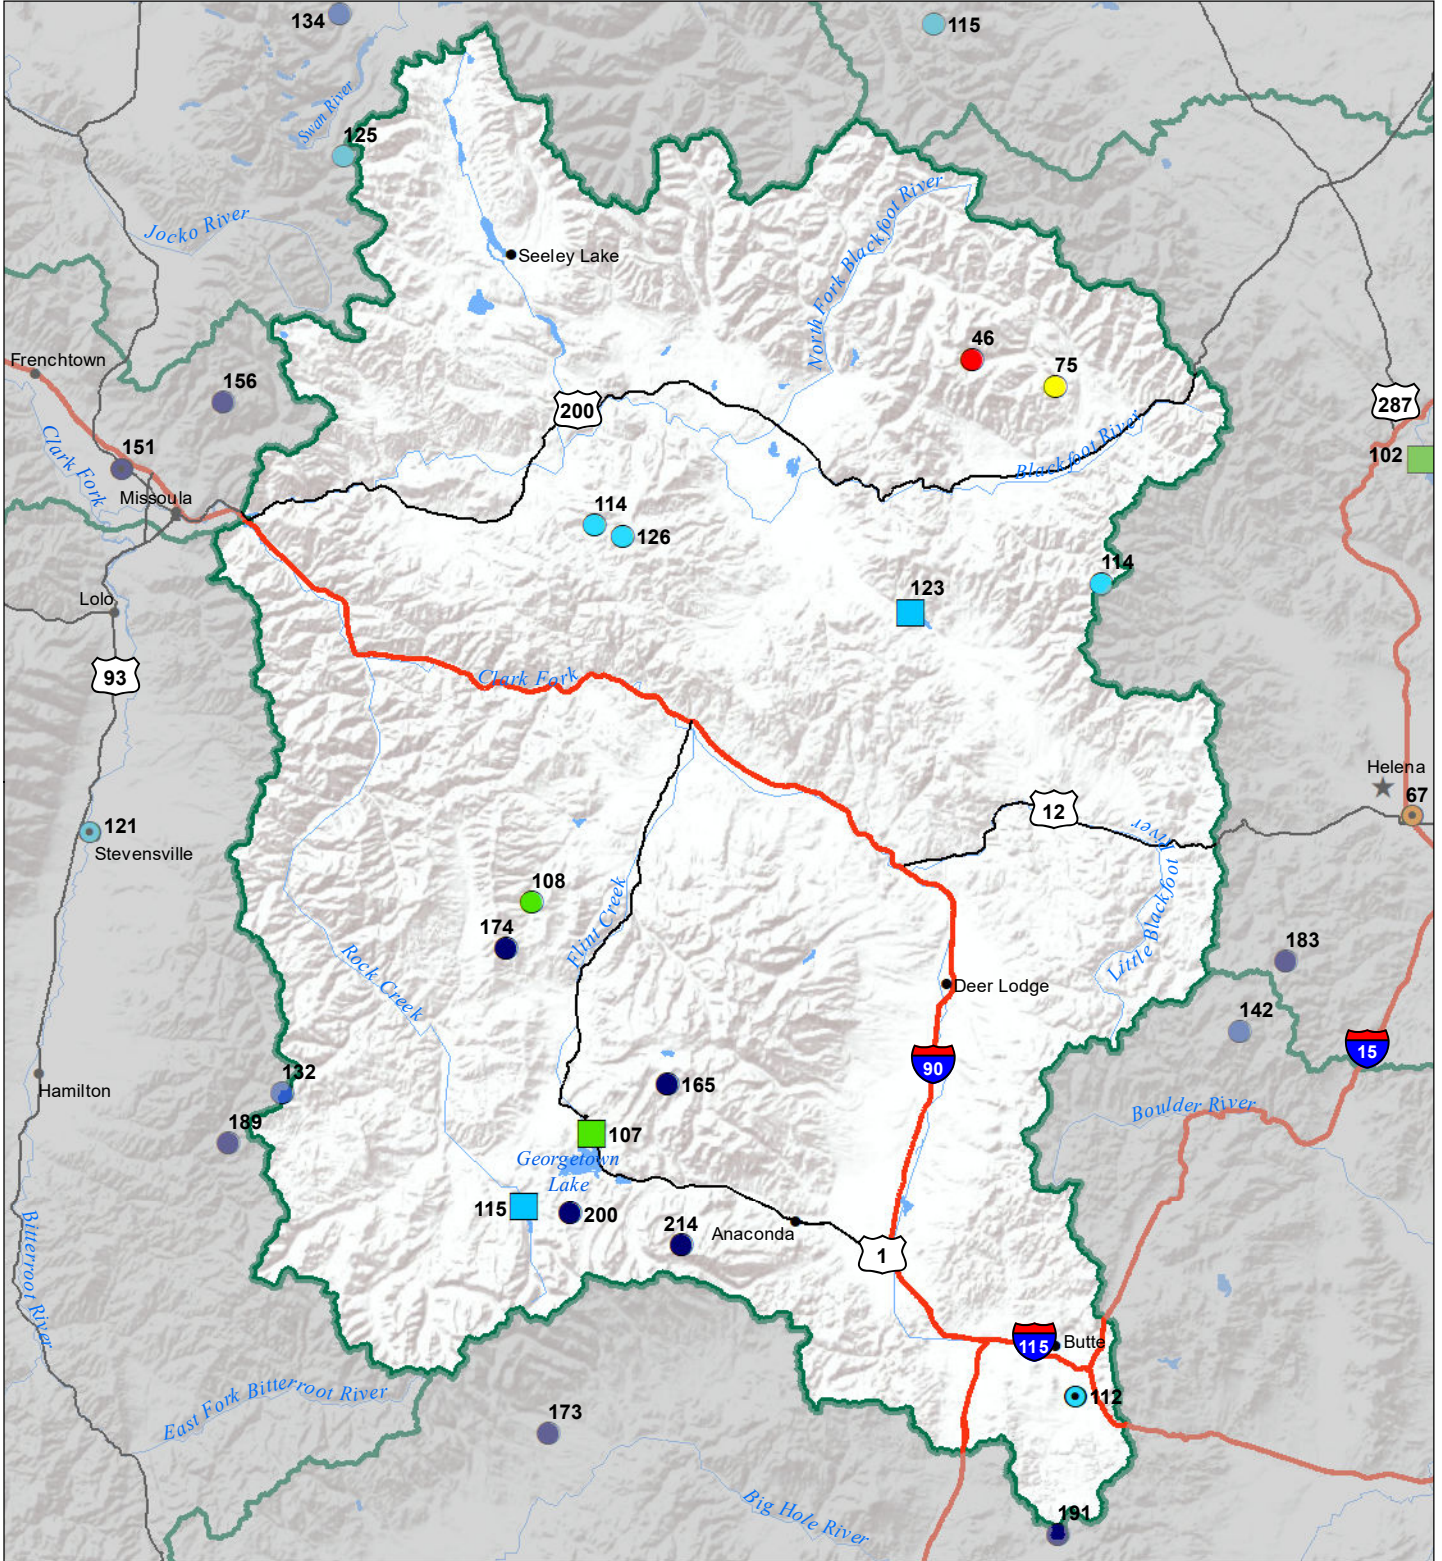 134
115
Swan River
125
Jocko River
North Fork Blackfoot River
Seeley Lake
46
75
Frenchtown
156
200
287
Clark Fork
151
Blackfoot River
102
Missoula
114
126
114
123
Lolo
93
Clark Fork
Helena
67
12
River
121
Stevensville
Little Blackfoot
108
Flint Creek
174
183
Rock Creek
Deer Lodge
142
15
90
132
165
Hamilton
Boulder River
189
107
Georgetown
Lake
115
200
214
Anaconda
1
Bitterroot River
115
Butte
112
East Fork Bitterroot River
173
Big Hole River
191